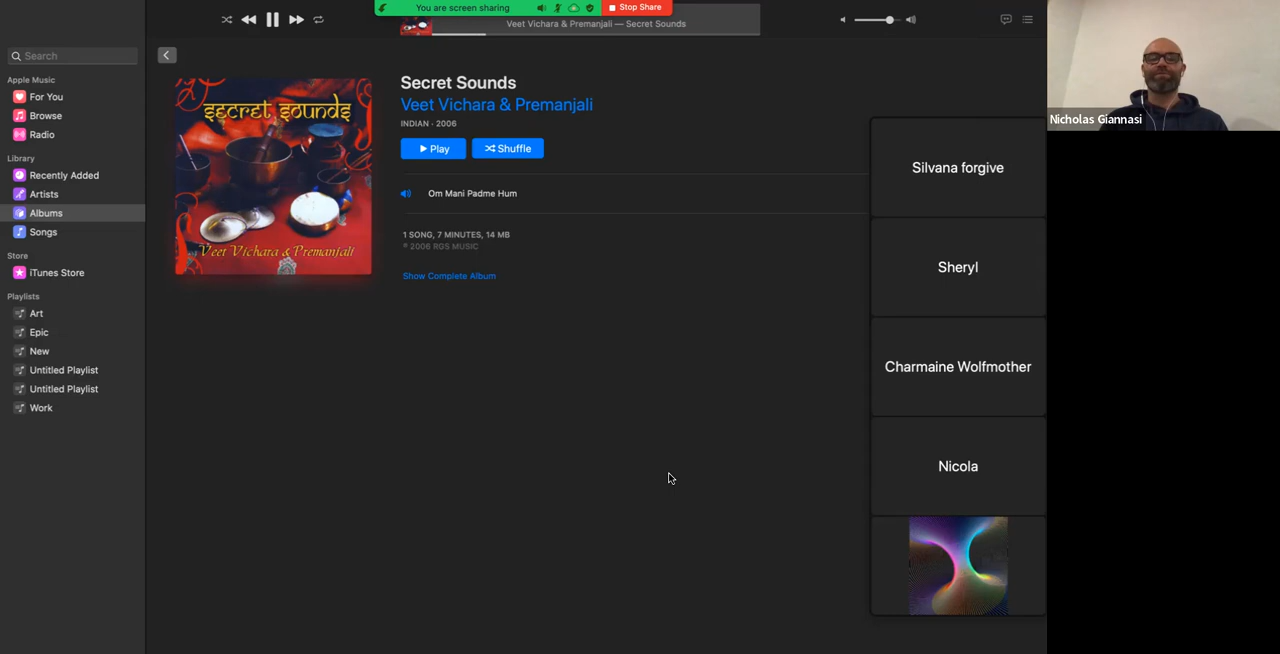 You are screen sharing
Stop Share
Veet Vichara & Premanjali — Secret Sounds
Search
Apple Music
For You
Browse
Radio
Library
Recently Added
Artists
Albums
Songs
Store
iTunes Store
Playlists
Art
Epic
New
Untitled Playlist
Untitled Playlist
Work
secret sounds
Veet Vichara & Premanjali
Secret Sounds
Veet Vichara & Premanjali
INDIAN · 2006
Play
Shuffle
Om Mani Padme Hum
1 SONG, 7 MINUTES, 14 MB
℗ 2006 RGS MUSIC
Show Complete Album
Silvana forgive
Sheryl
Charmaine Wolfmother
Nicola
Nicholas Giannasi